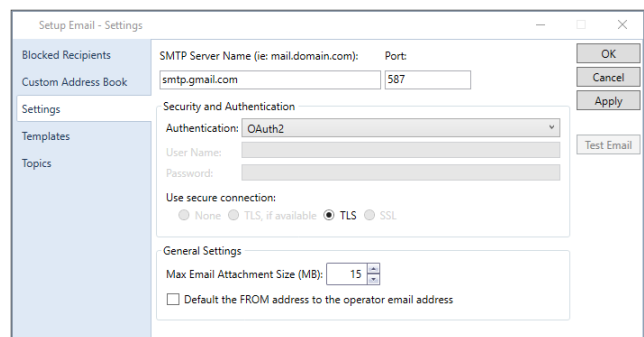 Setup Email - Settings
Blocked Recipients
Custom Address Book
Settings
Templates
Topics
SMTP Server Name (ie: mail.domain.com): Port:
smtp.gmail.com 587
Security and Authentication
Authentication: OAuth2
User Name:
Password:
Use secure connection:
None TLS, if available TLS SSL
General Settings
Max Email Attachment Size (MB): 15
Default the FROM address to the operator email address
OK
Cancel
Apply
Test Email